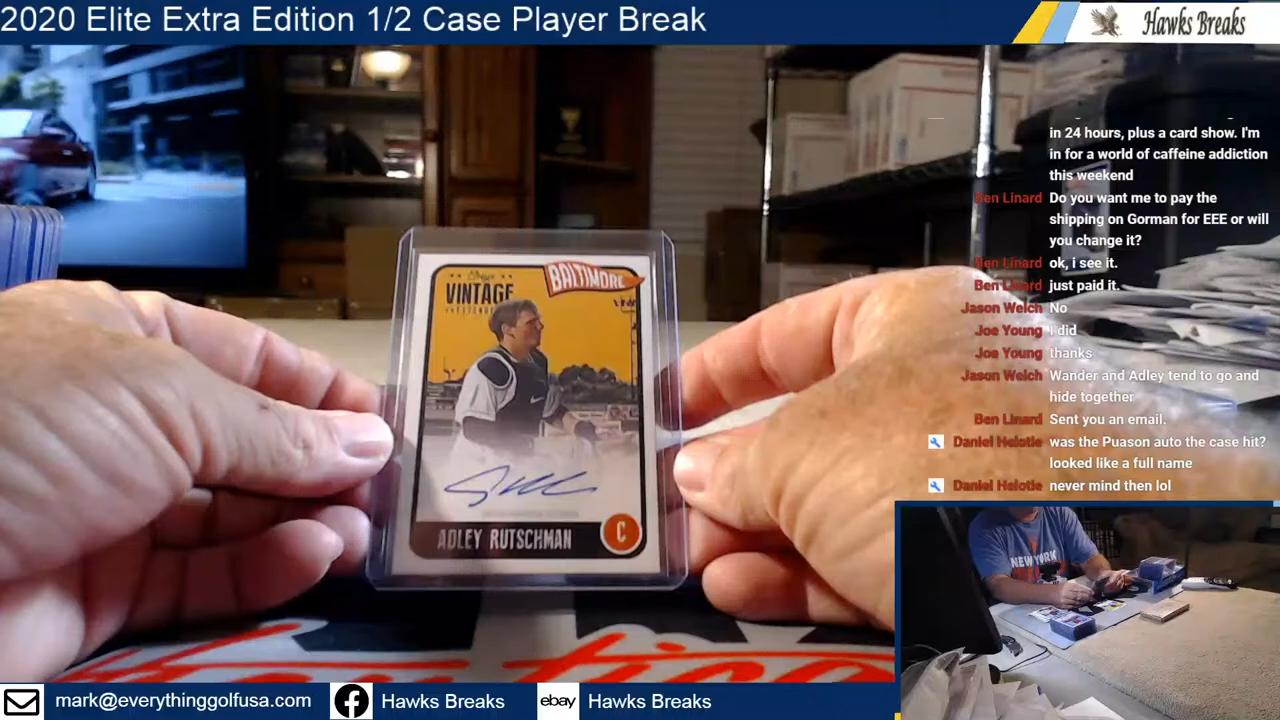 2020 Elite Extra Edition 1/2 Case Player Break
Hawks Breaks
in 24 hours, plus a card show. I'm
in for a world of caffeine addiction
this weekend
Ben Linard Do you want me to pay the
shipping on Gorman for EEE or will
you change it?
Ben Linard ok, i see it.
Ben Linard just paid it.
Jason Welch No
Joe Young I did
Joe Young thanks
Jason Welch Wander and Adley tend to go and
hide together
Ben Linard Sent you an email.
Daniel Helotie was the Puason auto the case hit?
looked like a full name
Daniel Helotie never mind then lol
VINTAGE
BALTIMORE
ADLEY RUTSCHMAN
C
NEW YORK
mark@everythinggolfusa.com
Hawks Breaks
ebay
Hawks Breaks